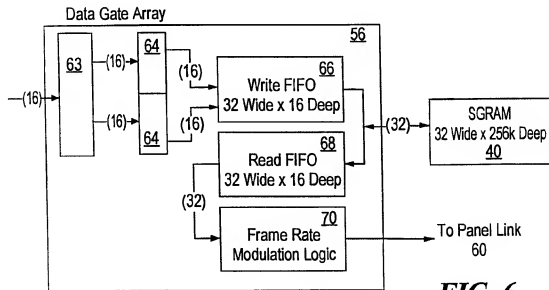 Data Gate Array
56
63
64
64
(16)
(16)
(16)
(16)
(16)
66
Write FIFO
32 Wide x 16 Deep
68
Read FIFO
32 Wide x 16 Deep
(32)
(32)
SGRAM
32 Wide x 256k Deep
40
70
Frame Rate
Modulation Logic
To Panel Link
60
FIG. 6